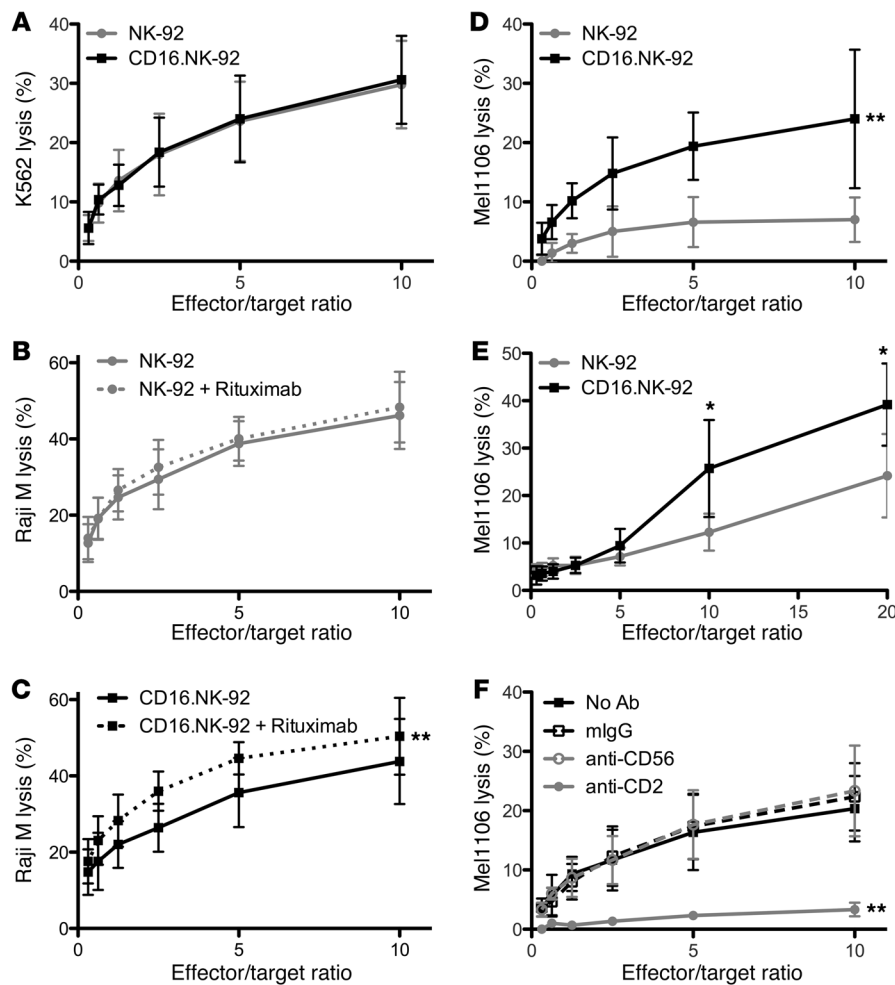 A
NK-92
CD16.NK-92
K562 lysis (%)
40
30
20
10
0
0
5
10
Effector/target ratio
D
NK-92
CD16.NK-92
Mel1106 lysis (%)
40
30
20
10
0
**
0
5
10
Effector/target ratio
B
NK-92
NK-92 + Rituximab
Raji M lysis (%)
60
40
20
0
0
5
10
Effector/target ratio
E
NK-92
CD16.NK-92
Mel1106 lysis (%)
50
40
30
20
10
0
*
*
0
5
10
15
20
Effector/target ratio
C
CD16.NK-92
CD16.NK-92 + Rituximab
Raji M lysis (%)
60
40
20
0
**
0
5
10
Effector/target ratio
F
No Ab
mIgG
anti-CD56
anti-CD2
Mel1106 lysis (%)
40
30
20
10
0
**
0
5
10
Effector/target ratio